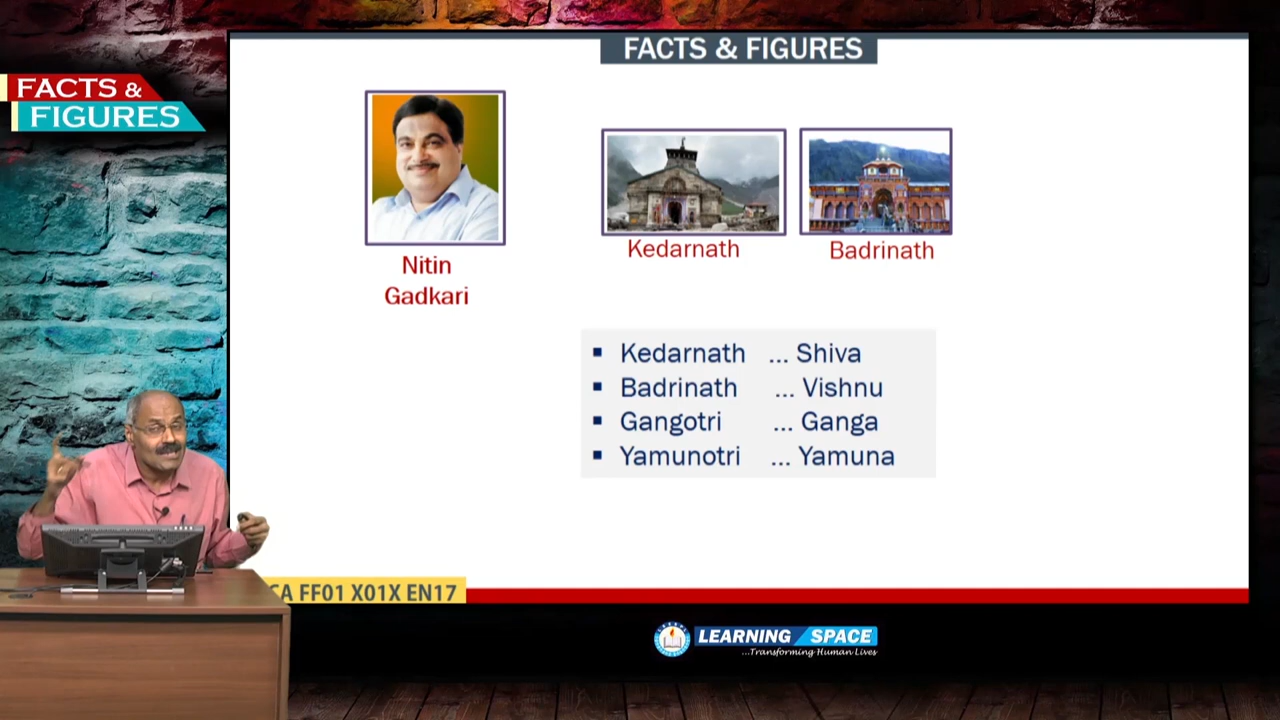 FACTS & FIGURES
FACTS &
FIGURES
Nitin
Gadkari
Kedarnath
Badrinath
▪ Kedarnath ... Shiva
▪ Badrinath ... Vishnu
▪ Gangotri ... Ganga
▪ Yamunotri ... Yamuna
CA FF01 X01X EN17
LEARNING SPACE
...Transforming Human Lives